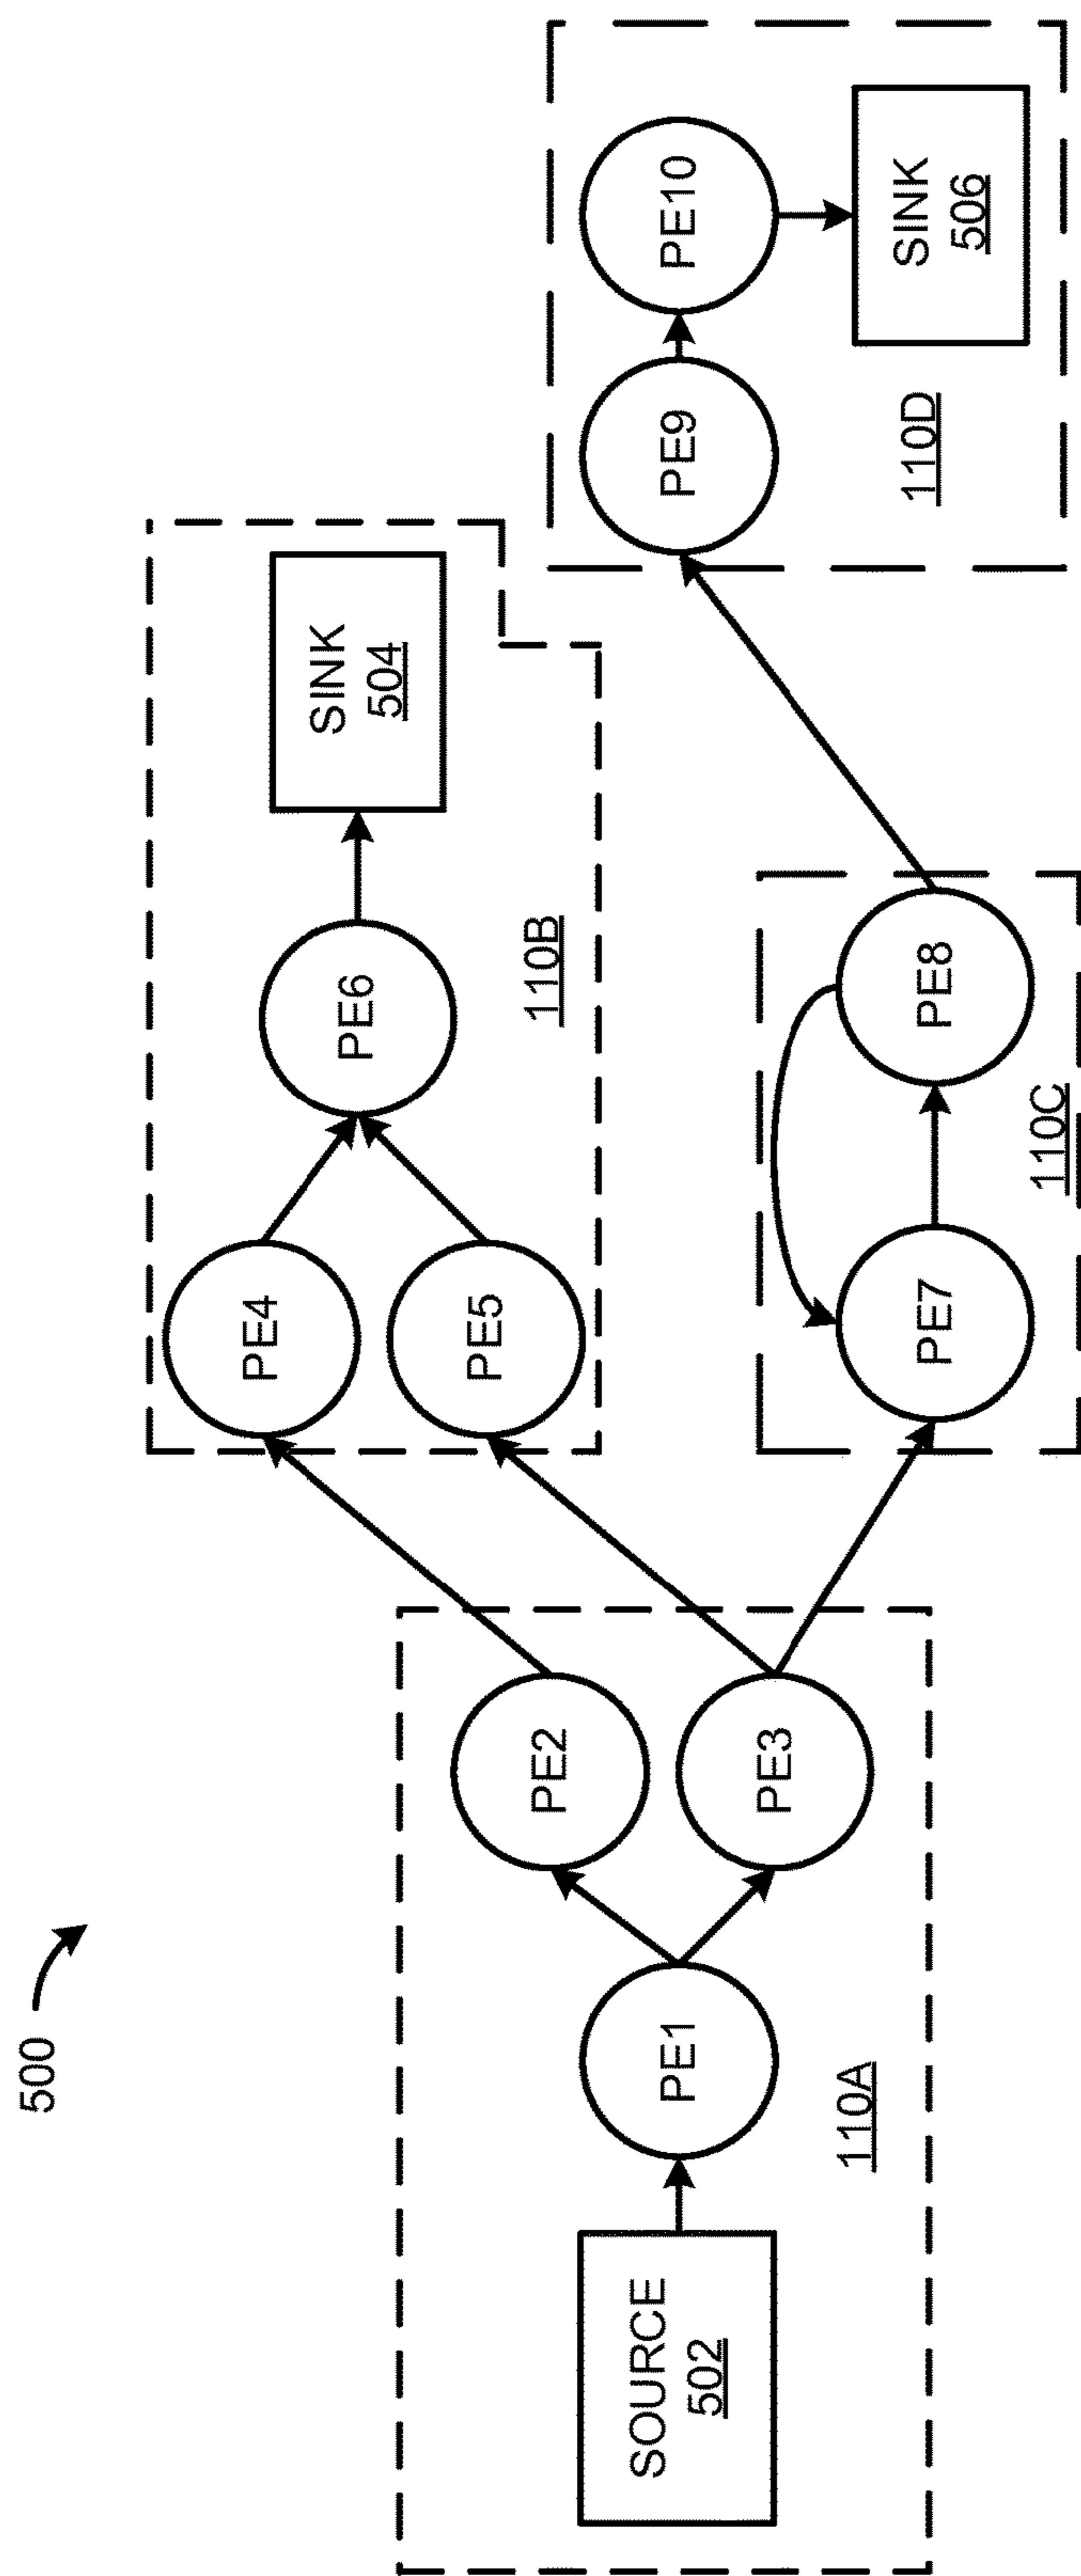 500
SOURCE
502
PE1
110A
PE2
PE3
PE4
PE5
PE6
SINK
504
110B
PE7
PE8
110C
PE9
PE10
SINK
506
110D